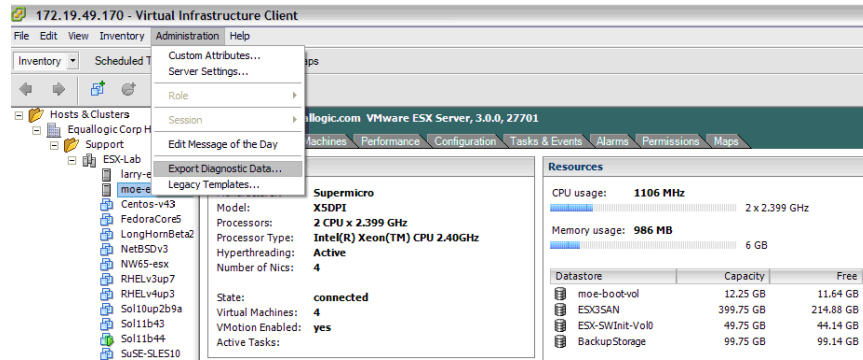 172.19.49.170 - Virtual Infrastructure Client
File Edit View Inventory Administration Help
Inventory Scheduled T aps
Custom Attributes...
Server Settings...
Role
Session
Edit Message of the Day
Export Diagnostic Data...
Legacy Templates...
Hosts & Clusters
Equallogic Corp H
Support
ESX-Lab
larry-e
moe-e
Centos-v43
FedoraCore5
LongHornBeta2
NetBSDv3
NW65-esx
RHELv3up7
RHELv4up3
Sol10up2b9a
Sol11b43
Sol11b44
SuSE-SLES10
allogic.com VMware ESX Server, 3.0.0, 27701
Machines Performance Configuration Tasks & Events Alarms Permissions Maps
Supermicro
Model: X5DPI
Processors: 2 CPU x 2.399 GHz
Processor Type: Intel(R) Xeon(TM) CPU 2.40GHz
Hyperthreading: Active
Number of Nics: 4
State: connected
Virtual Machines: 4
VMotion Enabled: yes
Active Tasks:
Resources
CPU usage: 1106 MHz
2 x 2.399 GHz
Memory usage: 986 MB
6 GB
Datastore Capacity Free
moe-boot-vol 12.25 GB 11.64 GB
ESX3SAN 399.75 GB 214.88 GB
ESX-SWInit-Vol0 49.75 GB 44.14 GB
BackupStorage 99.75 GB 99.14 GB